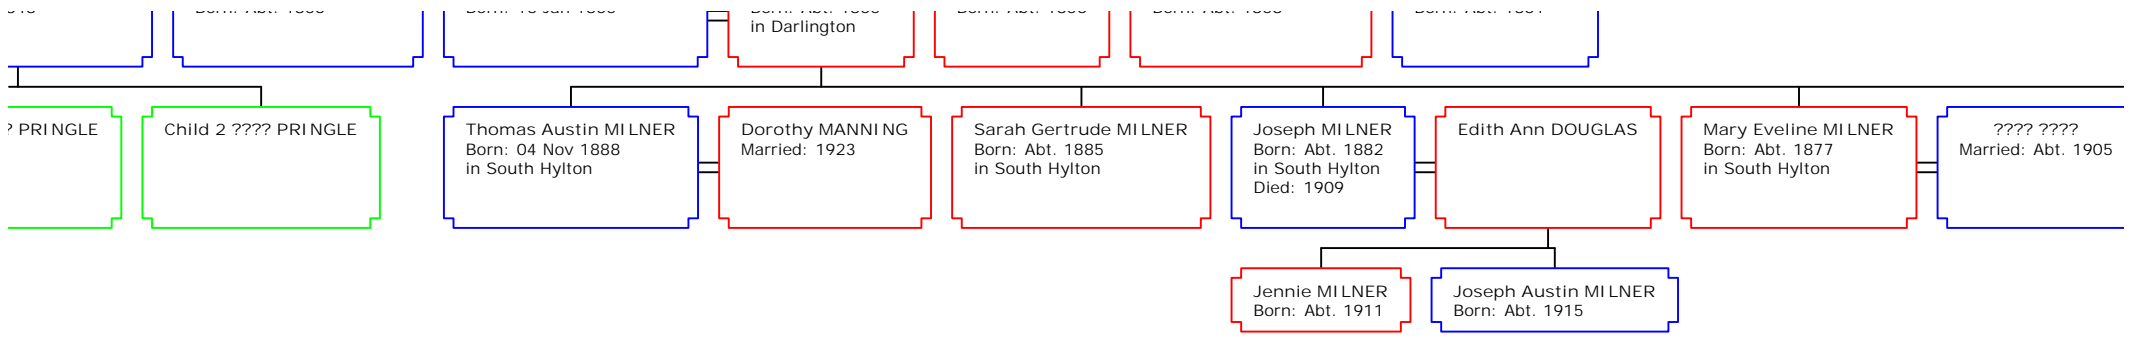 in Darlington
? PRINGLE
Child 2 ???? PRINGLE
Thomas Austin MILNER
Born: 04 Nov 1888
in South Hylton
Dorothy MANNING
Married: 1923
Sarah Gertrude MILNER
Born: Abt. 1885
in South Hylton
Joseph MILNER
Born: Abt. 1882
in South Hylton
Died: 1909
Edith Ann DOUGLAS
Mary Eveline MILNER
Born: Abt. 1877
in South Hylton
???? ????
Married: Abt. 1905
Jennie MILNER
Born: Abt. 1911
Joseph Austin MILNER
Born: Abt. 1915